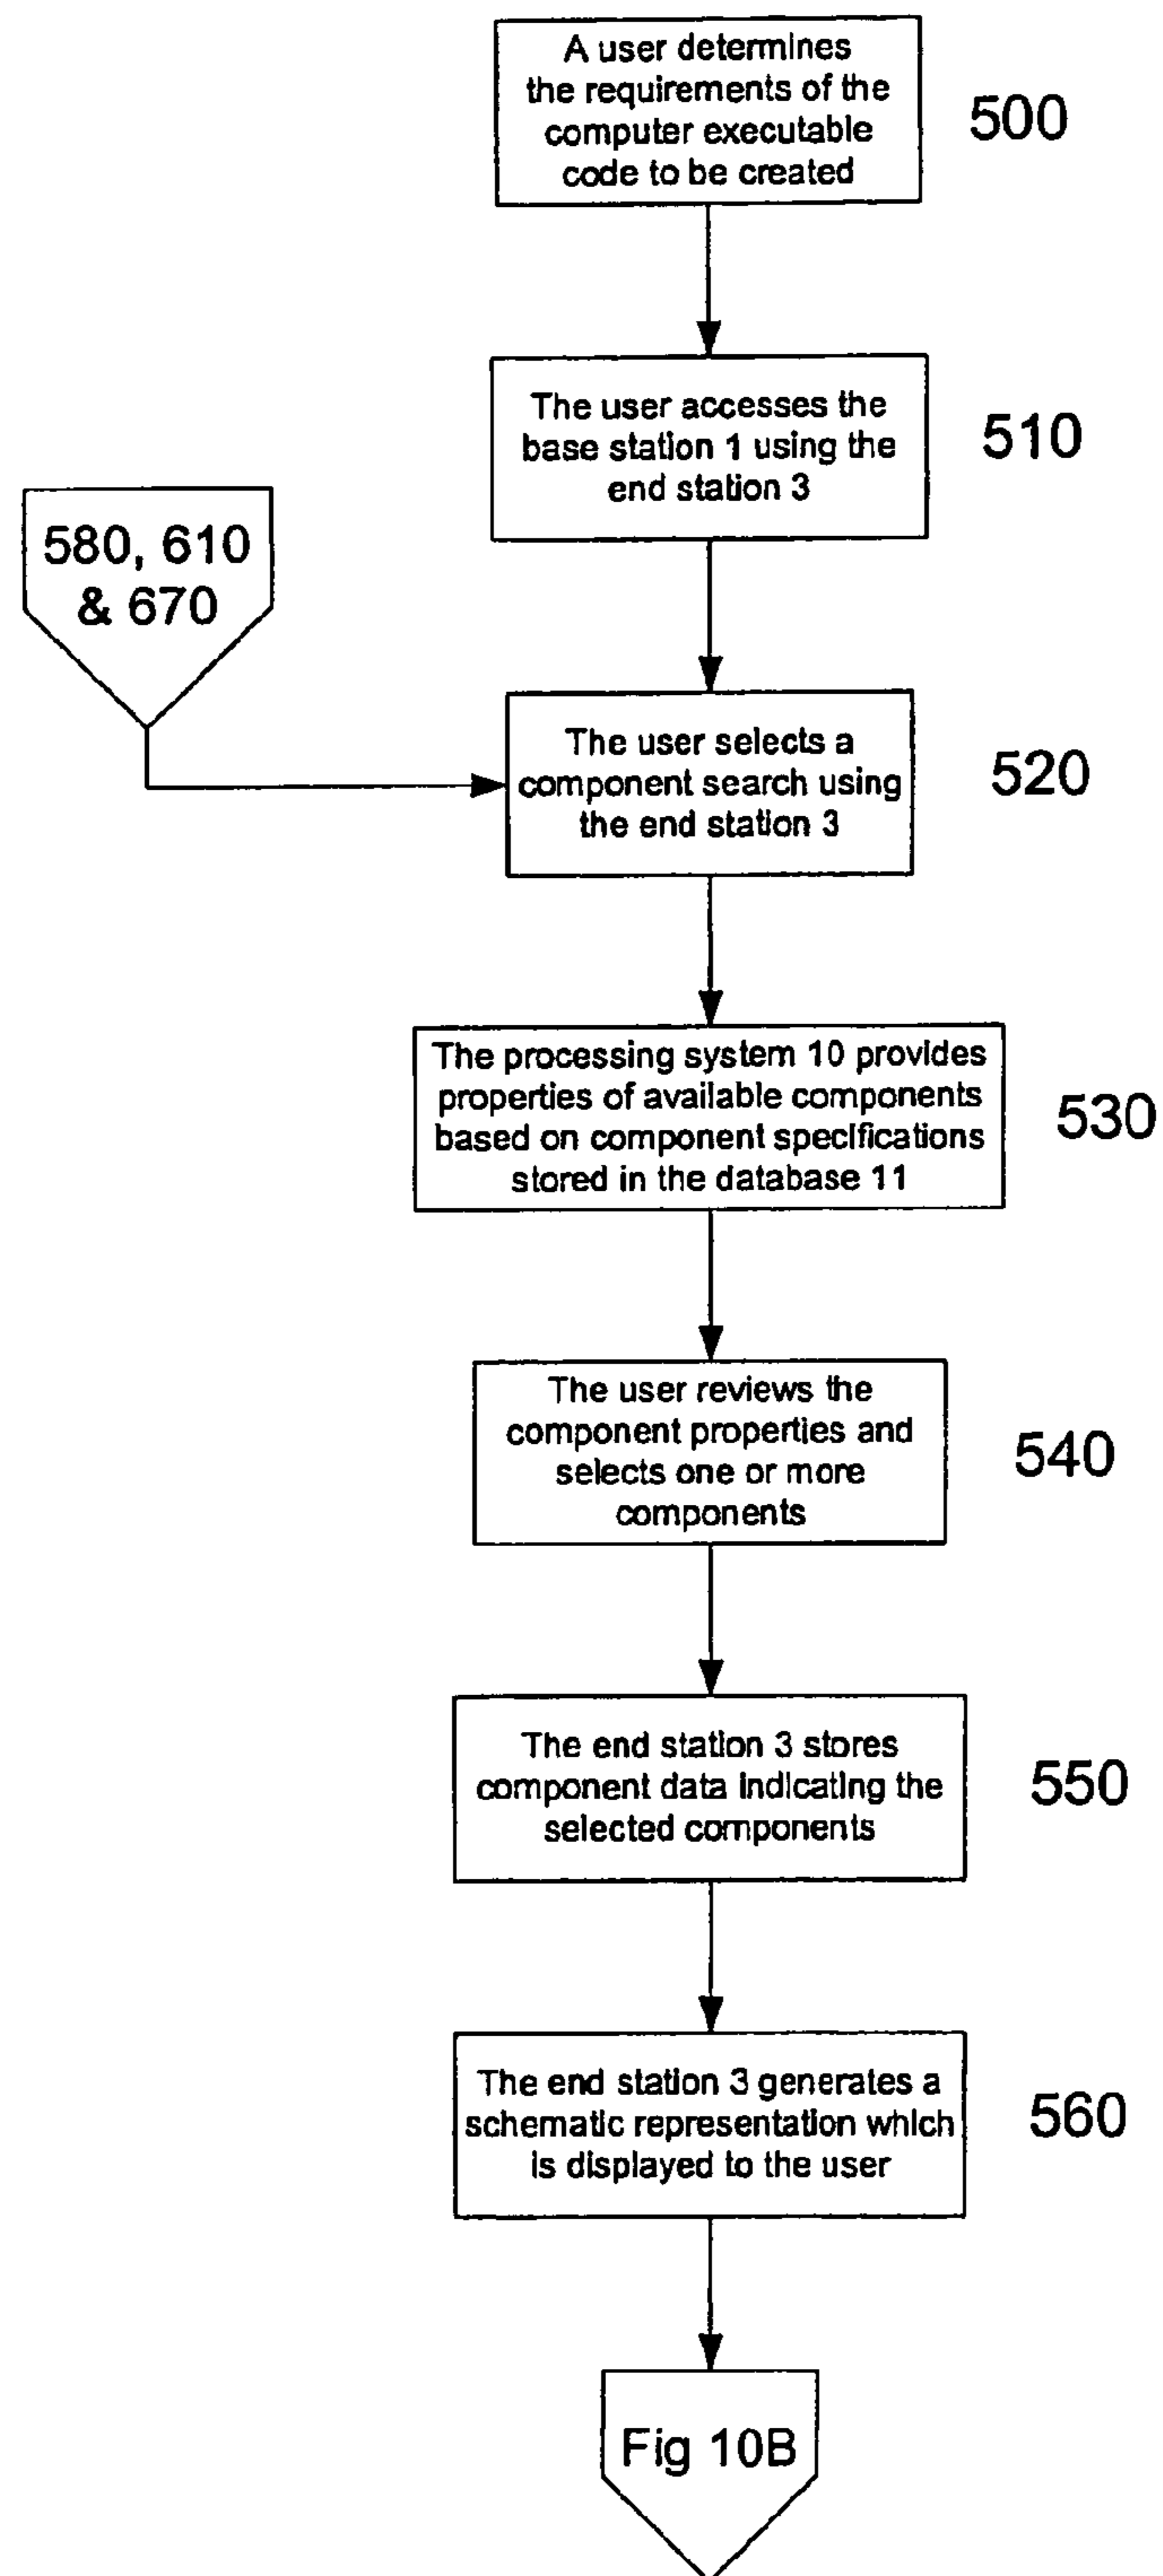 A user determines
the requirements of the
computer executable
code to be created
500
The user accesses the
base station 1 using the
end station 3
510
580, 610
& 670
The user selects a
component search using
the end station 3
520
The processing system 10 provides
properties of available components
based on component specifications
stored in the database 11
530
The user reviews the
component properties and
selects one or more
components
540
The end station 3 stores
component data indicating the
selected components
550
The end station 3 generates a
schematic representation which
is displayed to the user
560
Fig 10B